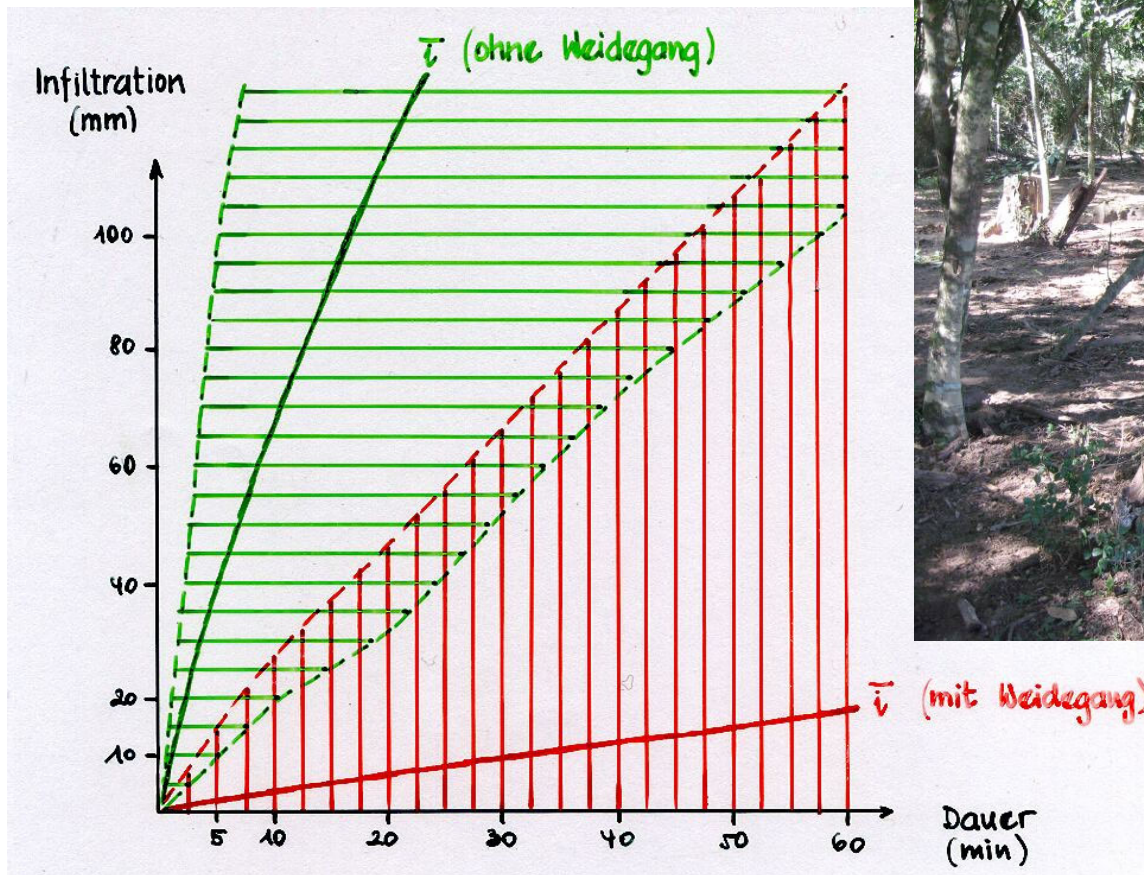 i̅ (ohne Weidegang)
Infiltration
(mm)
100
80
60
40
20
10
i̅ (mit Weidegang)
5 10 20 30 40 50 60
Dauer
(min)